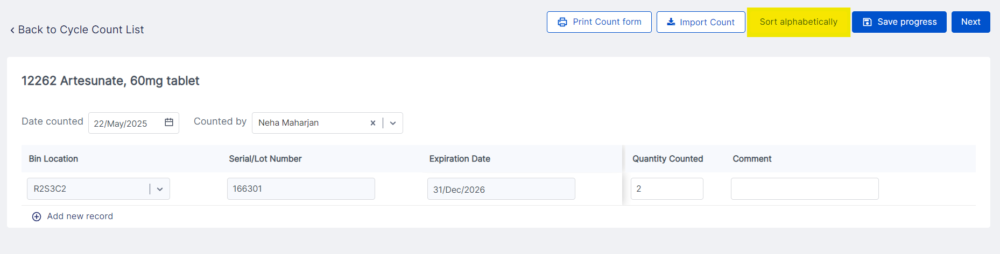 Back to Cycle Count List
Print Count form
Import Count
Sort alphabetically
Save progress
Next
12262 Artesunate, 60mg tablet
Date counted 22/May/2025 Counted by Neha Maharjan
Bin Location Serial/Lot Number Expiration Date Quantity Counted Comment
R2S3C2 166301 31/Dec/2026 2
Add new record